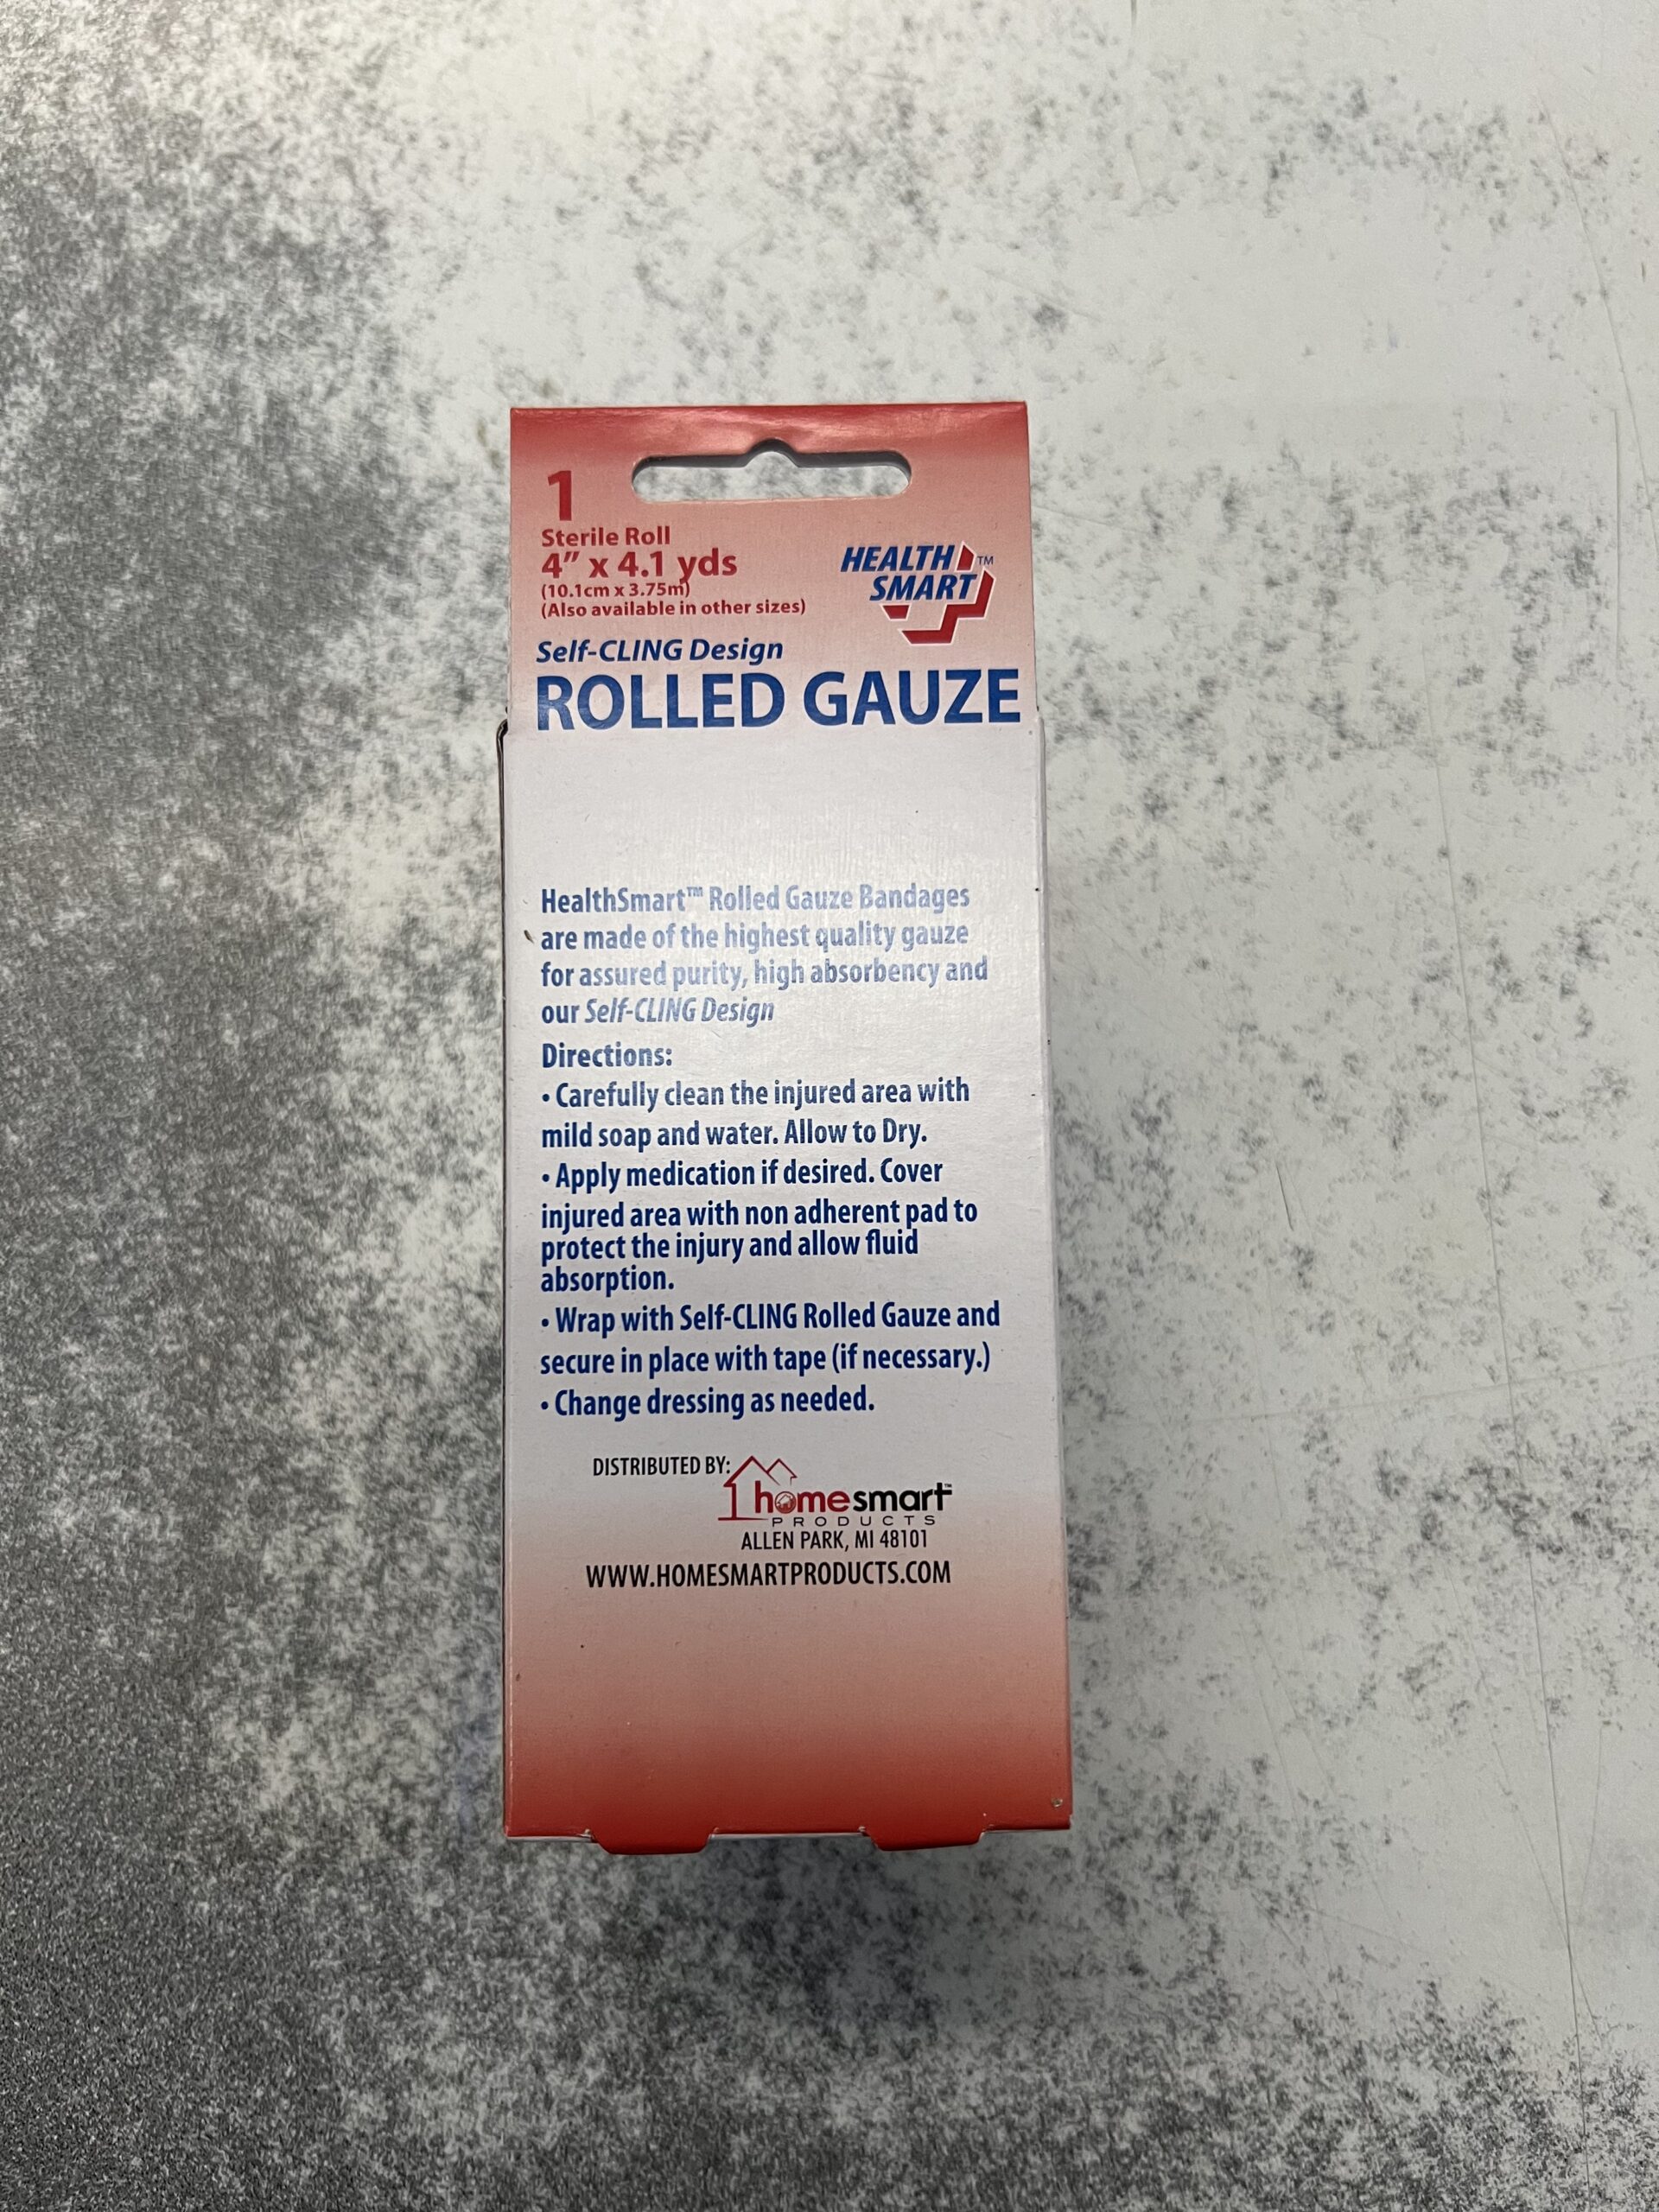 1
Sterile Roll
4” x 4.1 yds
(10.1cm x 3.75m)
(Also available in other sizes)
HEALTH™
SMART
Self-CLING Design
ROLLED GAUZE
HealthSmart™ Rolled Gauze Bandages
are made of the highest quality gauze
for assured purity, high absorbency and
our Self-CLING Design
Directions:
• Carefully clean the injured area with
mild soap and water. Allow to Dry.
• Apply medication if desired. Cover
injured area with non adherent pad to
protect the injury and allow fluid
absorption.
• Wrap with Self-CLING Rolled Gauze and
secure in place with tape (if necessary.)
• Change dressing as needed.
DISTRIBUTED BY:
homesmart™
PRODUCTS
ALLEN PARK, MI 48101
WWW.HOMESMARTPRODUCTS.COM